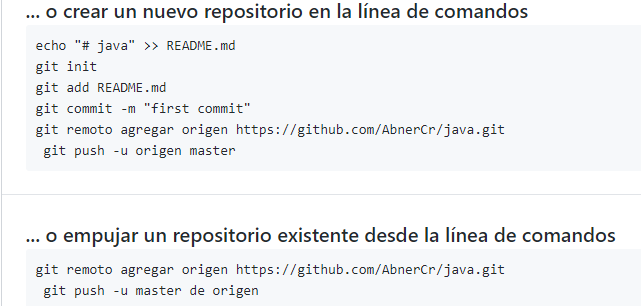 ... o crear un nuevo repositorio en la línea de comandos
echo "# java" >> README.md
git init
git add README.md
git commit -m "first commit"
git remoto agregar origen https://github.com/AbnerCr/java.git
git push -u origen master
... o empujar un repositorio existente desde la línea de comandos
git remoto agregar origen https://github.com/AbnerCr/java.git
git push -u master de origen